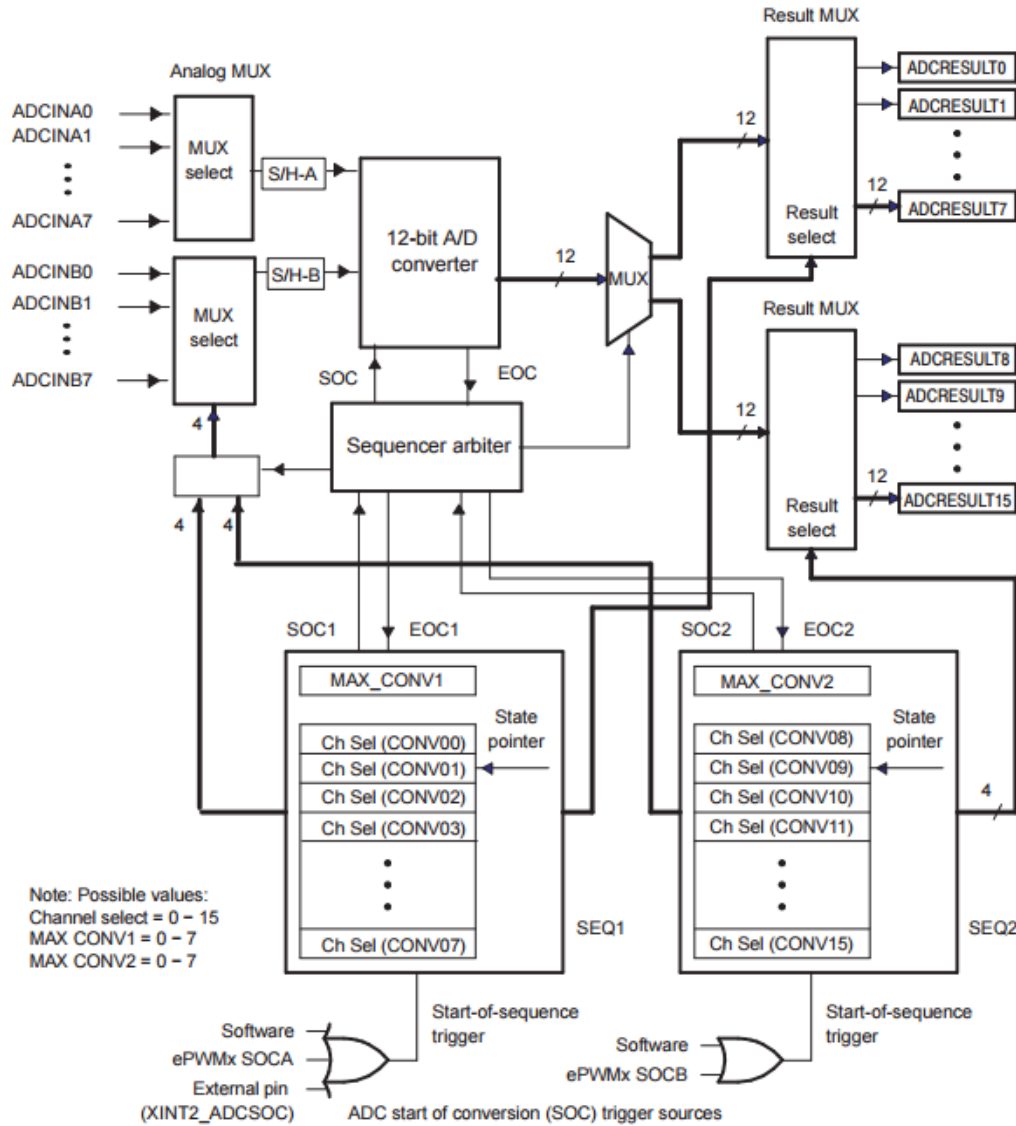 Result MUX
Analog MUX
ADCINA0
ADCINA1
ADCINA7
ADCINB0
ADCINB1
ADCINB7
MUX
select
MUX
select
S/H-A
S/H-B
12-bit A/D
converter
12
MUX
12
12
Result
select
12
ADCRESULT0
ADCRESULT1
ADCRESULT7
Result MUX
Result
select
12
ADCRESULT8
ADCRESULT9
ADCRESULT15
SOC
EOC
Sequencer arbiter
4
4
4
SOC1
EOC1
SOC2
EOC2
MAX_CONV1
Ch Sel (CONV00)
Ch Sel (CONV01)
Ch Sel (CONV02)
Ch Sel (CONV03)
Ch Sel (CONV07)
State
pointer
SEQ1
MAX_CONV2
Ch Sel (CONV08)
Ch Sel (CONV09)
Ch Sel (CONV10)
Ch Sel (CONV11)
Ch Sel (CONV15)
State
pointer
4
SEQ2
Note: Possible values:
Channel select = 0 – 15
MAX CONV1 = 0 – 7
MAX CONV2 = 0 – 7
Start-of-sequence
trigger
Software
ePWMx SOCA
External pin
(XINT2_ADCSOC)
Start-of-sequence
trigger
Software
ePWMx SOCB
ADC start of conversion (SOC) trigger sources